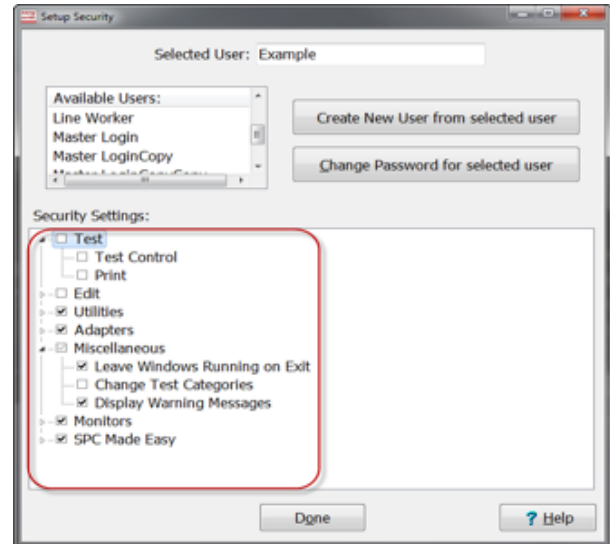 Setup Security
Selected User: Example
Available Users:
Line Worker
Master Login
Master LoginCopy
Create New User from selected user
Change Password for selected user
Security Settings:
Test
Test Control
Print
Edit
Utilities
Adapters
Miscellaneous
Leave Windows Running on Exit
Change Test Categories
Display Warning Messages
Monitors
SPC Made Easy
Done
? Help